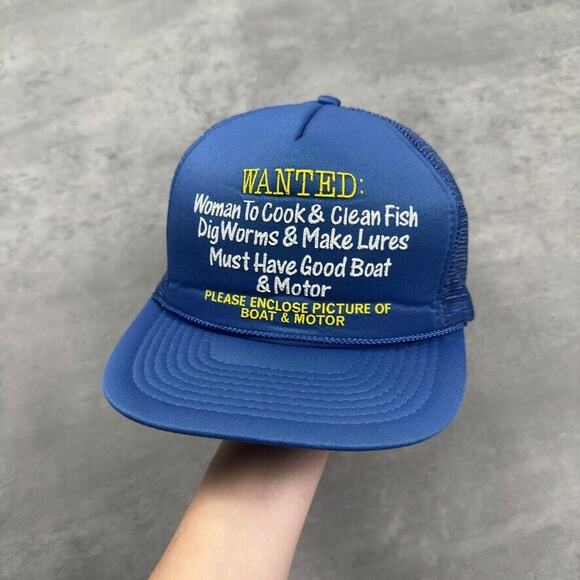 WANTED:
Woman To Cook & Clean Fish
Dig Worms & Make Lures
Must Have Good Boat
& Motor
PLEASE ENCLOSE PICTURE OF
BOAT & MOTOR